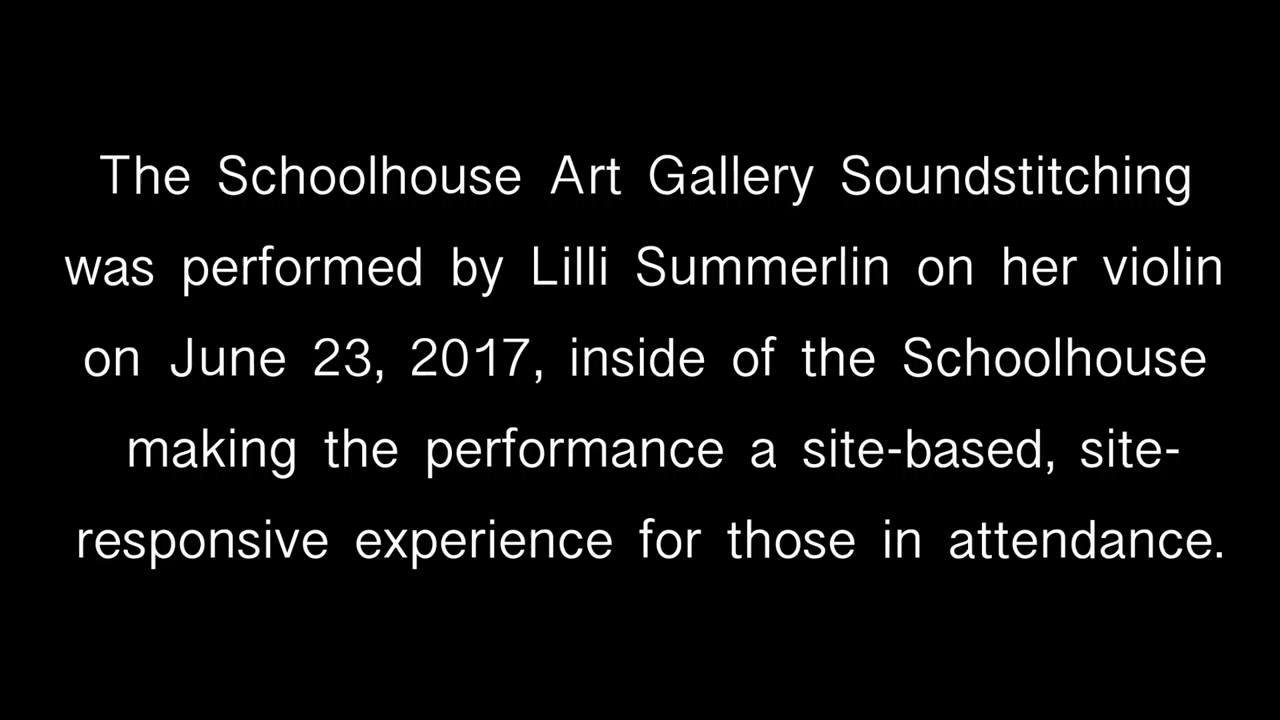 The Schoolhouse Art Gallery Soundstitching
was performed by Lilli Summerlin on her violin
on June 23, 2017, inside of the Schoolhouse
making the performance a site-based, site-
responsive experience for those in attendance.